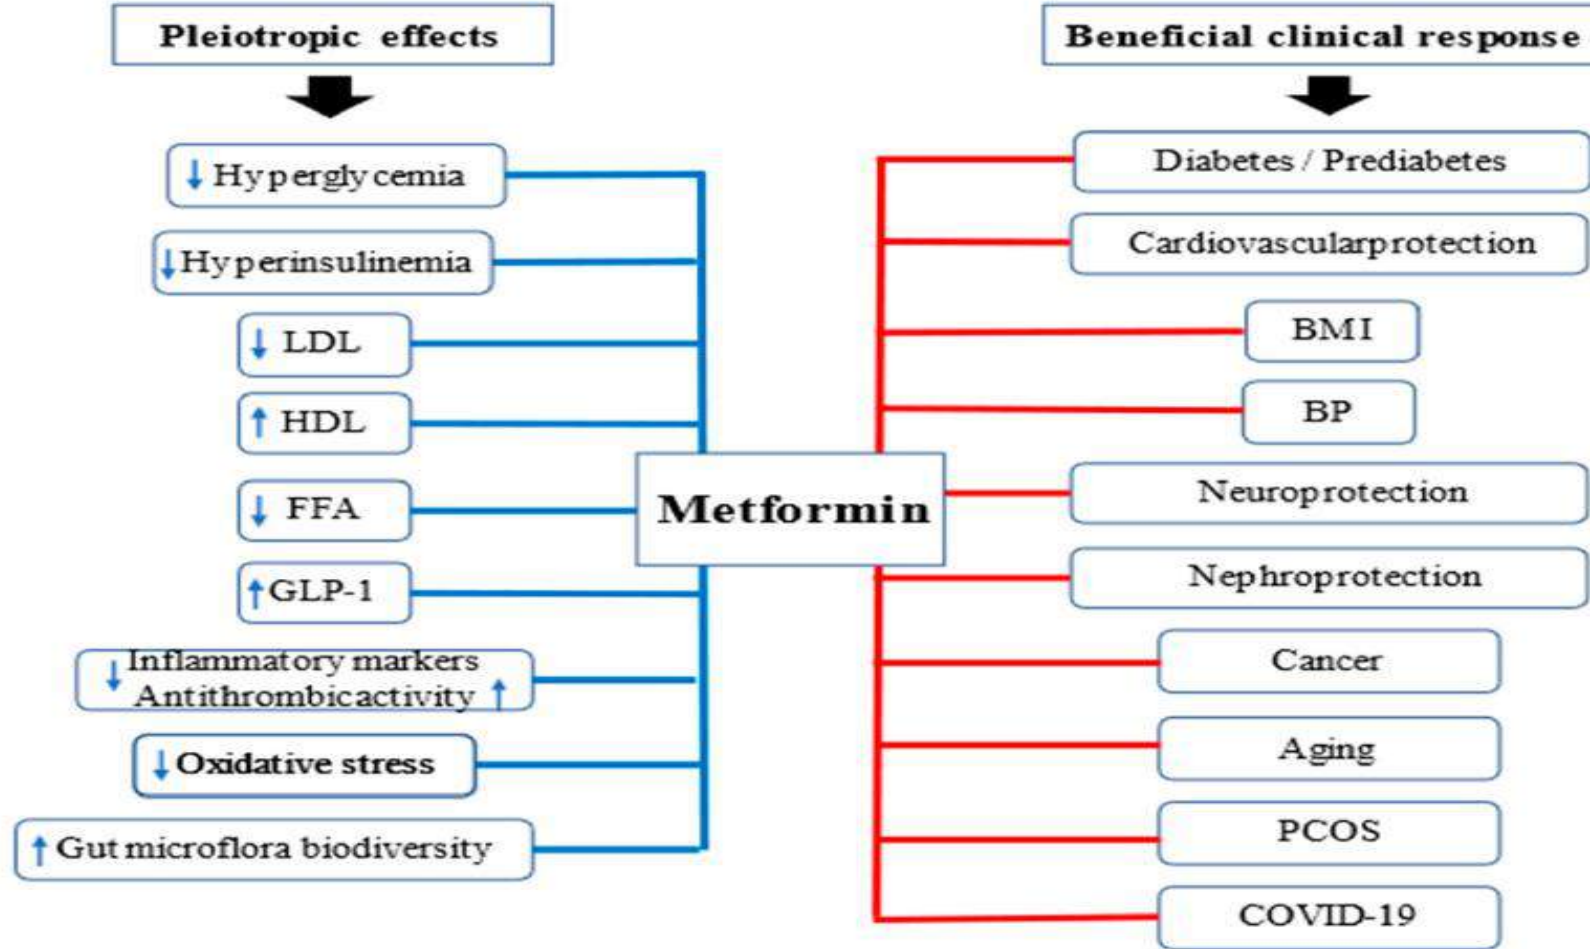 Pleiotropic effects
↓ Hyperglycemia
↓ Hyperinsulinemia
↓ LDL
↑ HDL
↓ FFA
↑ GLP-1
↓ Inflammatory markers
Antithrombicactivity ↑
↓ Oxidative stress
↑ Gut microflora biodiversity
Metformin
Beneficial clinical response
Diabetes / Prediabetes
Cardiovascularprotection
BMI
BP
Neuroprotection
Nephroprotection
Cancer
Aging
PCOS
COVID-19